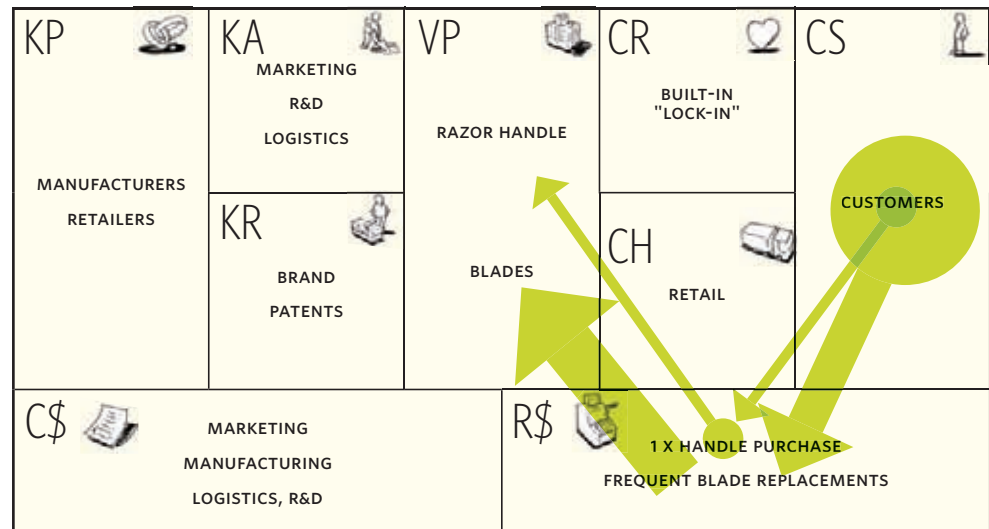 KP
MANUFACTURERS
RETAILERS
KA
MARKETING
R&D
LOGISTICS
KR
BRAND
PATENTS
VP
RAZOR HANDLE
BLADES
CR
BUILT-IN
"LOCK-IN"
CH
RETAIL
CS
CUSTOMERS
C$
MARKETING
MANUFACTURING
LOGISTICS, R&D
R$
1 X HANDLE PURCHASE
FREQUENT BLADE REPLACEMENTS